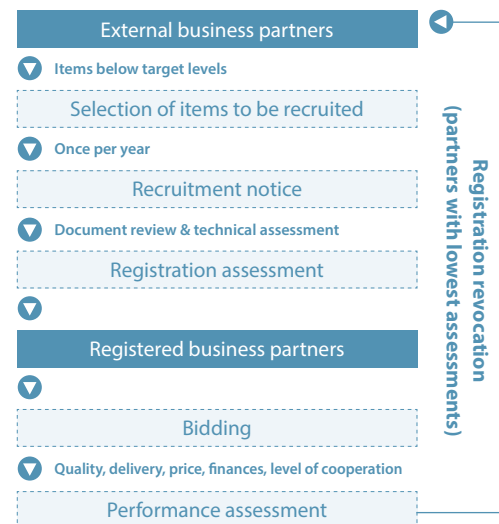 External business partners
Items below target levels
Selection of items to be recruited
Once per year
Recruitment notice
Document review & technical assessment
Registration assessment
Registered business partners
Bidding
Quality, delivery, price, finances, level of cooperation
Performance assessment
Registration revocation
(partners with lowest assessments)